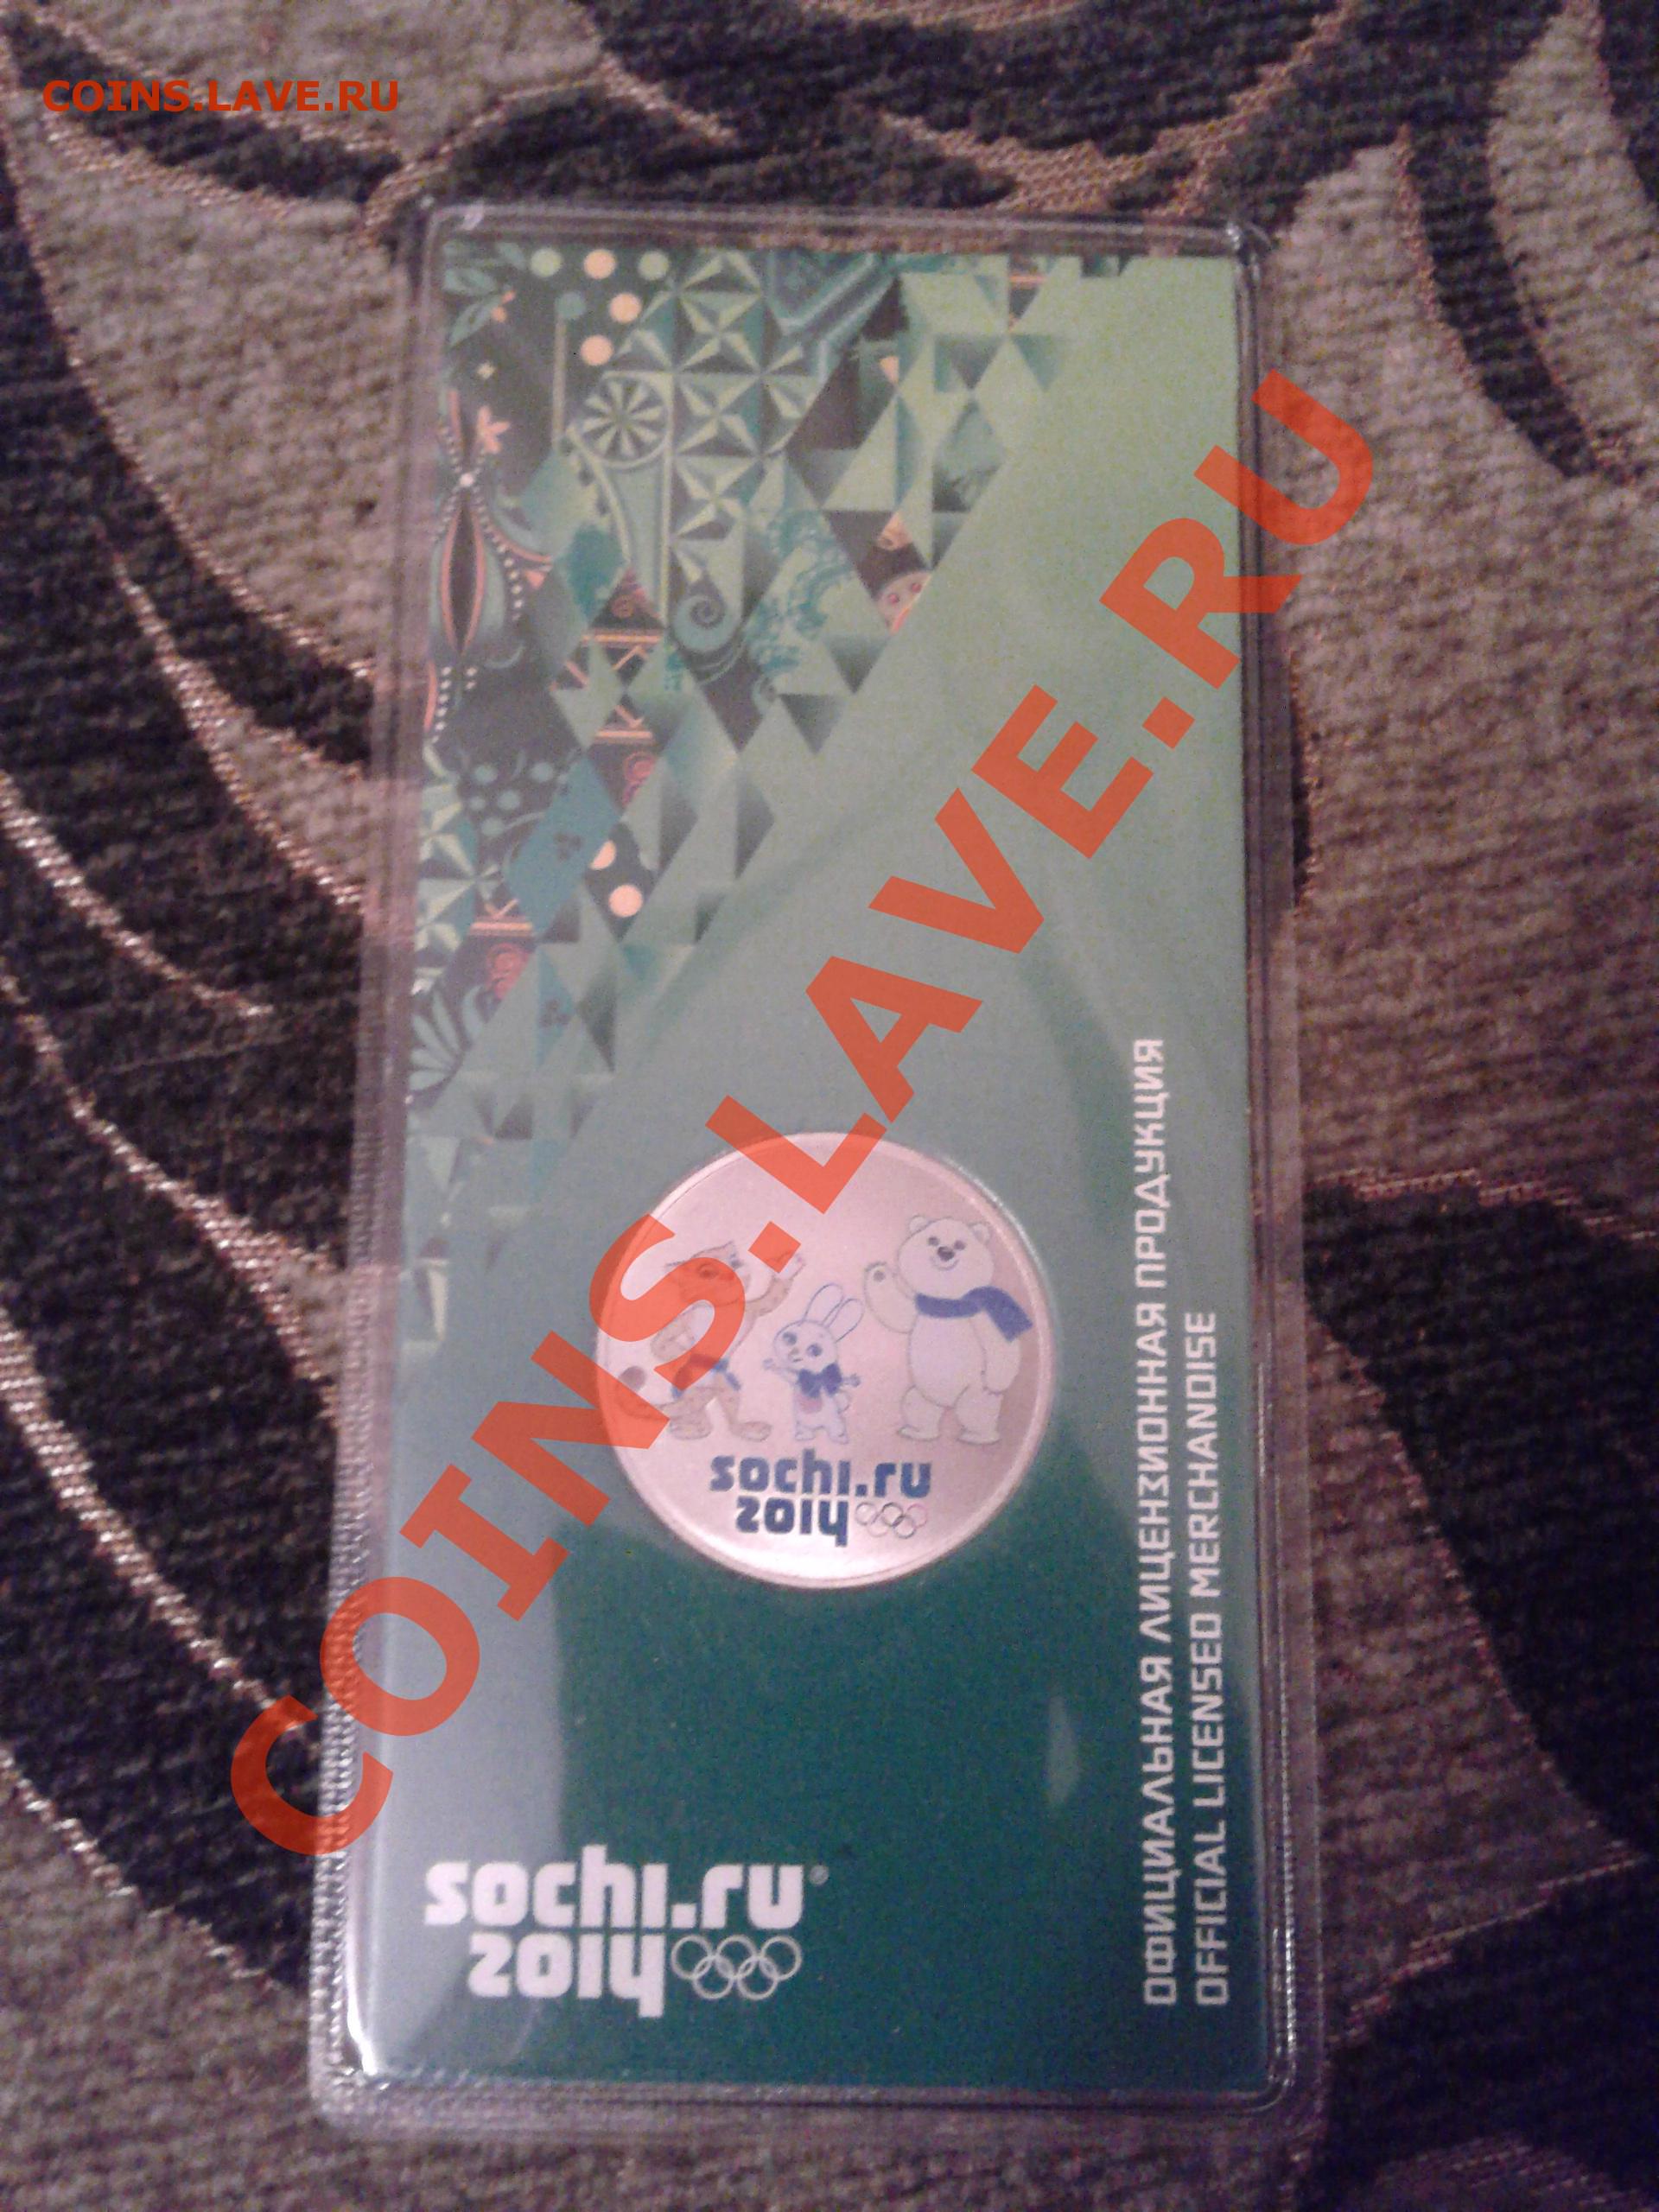 COINS.LAVE.RU
COINS.LAVE.RU
sochi.ru
2014
ОФИЦИАЛЬНАЯ ЛИЦЕНЗИОННАЯ ПРОДУКЦИЯ
OFFICIAL LICENSED MERCHANDISE
sochi.ru®
2014